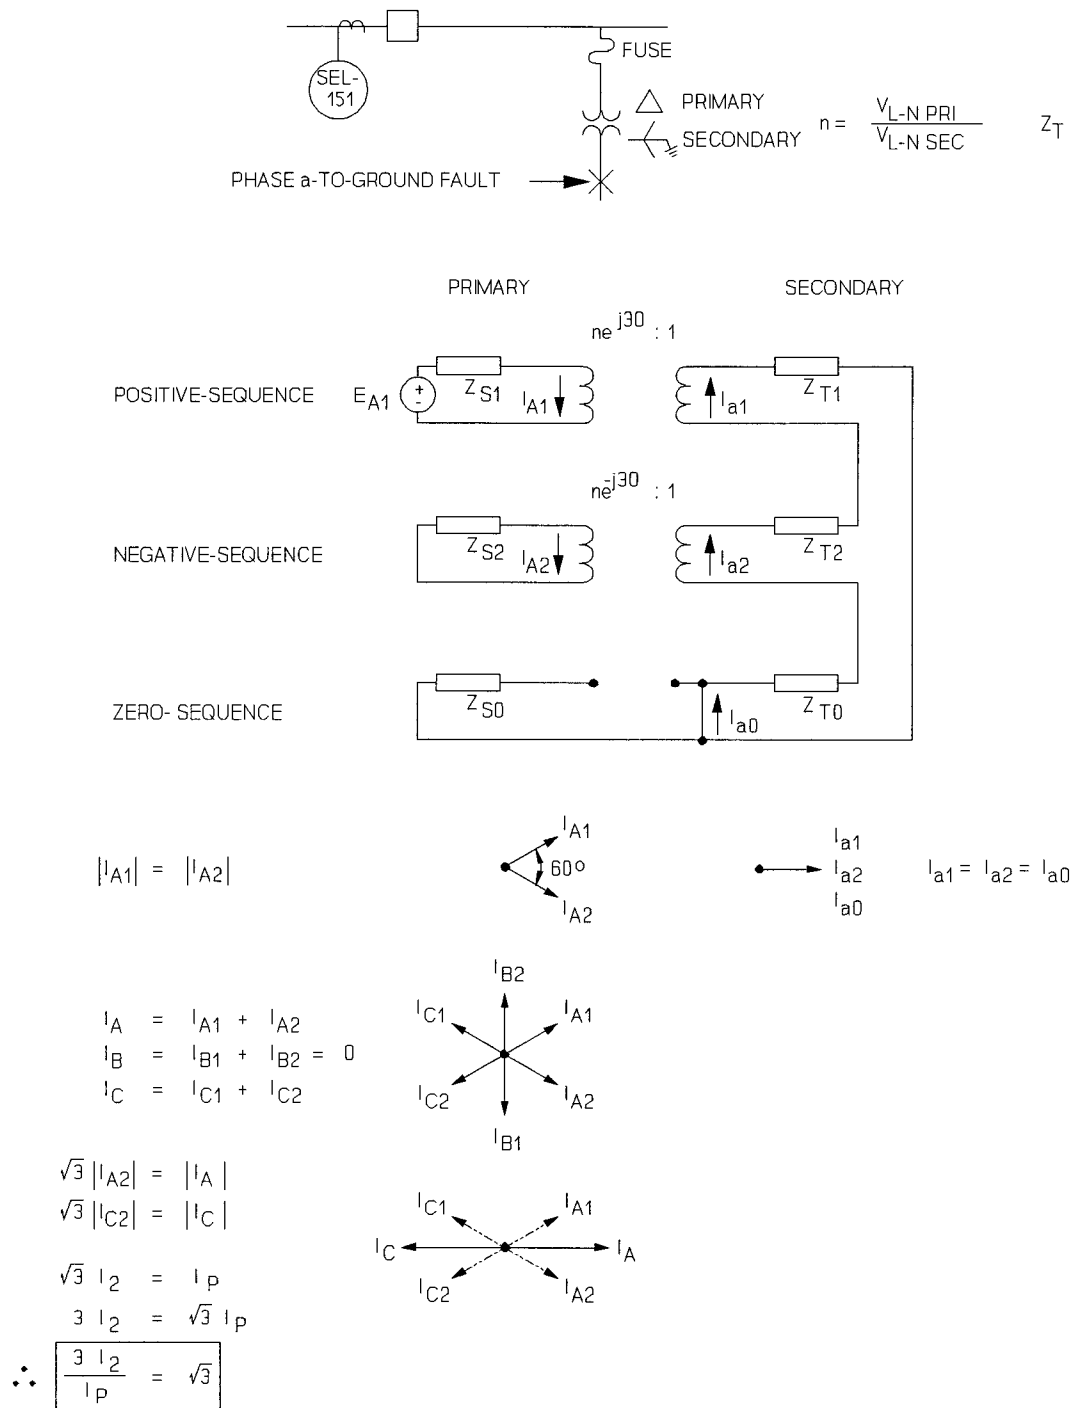 FUSE
SEL-
151
△ PRIMARY
SECONDARY
n = V_L-N PRI / V_L-N SEC
Z_T
PHASE a-TO-GROUND FAULT
PRIMARY
SECONDARY
ne^j30 : 1
POSITIVE-SEQUENCE
E_A1
+
-
Z_S1
I_A1
I_a1
Z_T1
ne^-j30 : 1
NEGATIVE-SEQUENCE
Z_S2
I_A2
I_a2
Z_T2
ZERO- SEQUENCE
Z_S0
I_a0
Z_T0
|I_A1| = |I_A2|
I_A1
60°
I_A2
I_a1
I_a2
I_a0
I_a1 = I_a2 = I_a0
I_A = I_A1 + I_A2
I_B = I_B1 + I_B2 = 0
I_C = I_C1 + I_C2
I_B2
I_C1
I_A1
I_C2
I_A2
I_B1
√3 |I_A2| = |I_A|
√3 |I_C2| = |I_C|
I_C1
I_A1
I_C
I_A
I_C2
I_A2
√3 I_2 = I_P
3 I_2 = √3 I_P
∴ 3 I_2 / I_P = √3